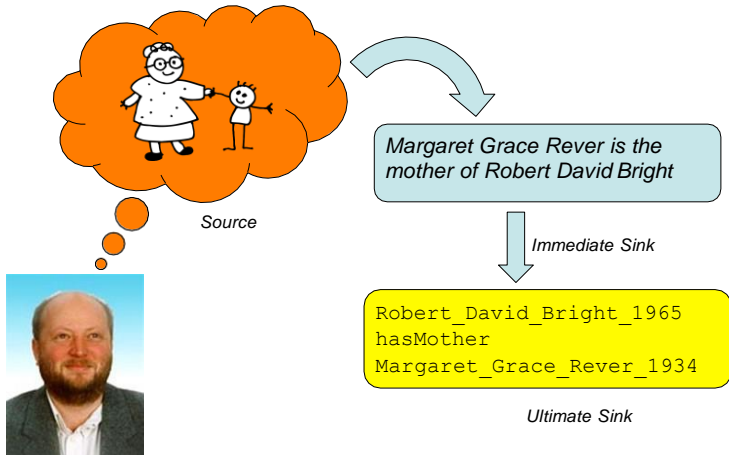 Source
Margaret Grace Rever is the
mother of Robert David Bright
Immediate Sink
Robert_David_Bright_1965
hasMother
Margaret_Grace_Rever_1934
Ultimate Sink